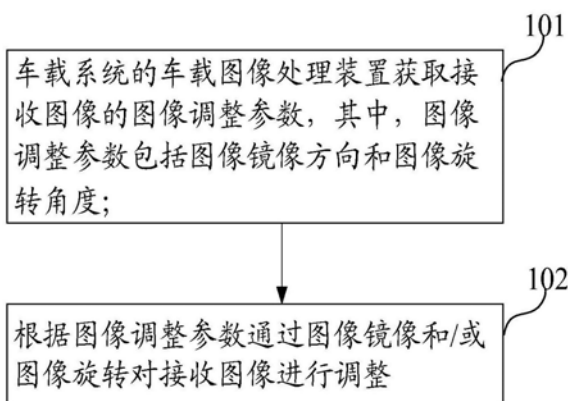 101
车载系统的车载图像处理装置获取接
收图像的图像调整参数，其中，图像
调整参数包括图像镜像方向和图像旋
转角度；
102
根据图像调整参数通过图像镜像和/或
图像旋转对接收图像进行调整